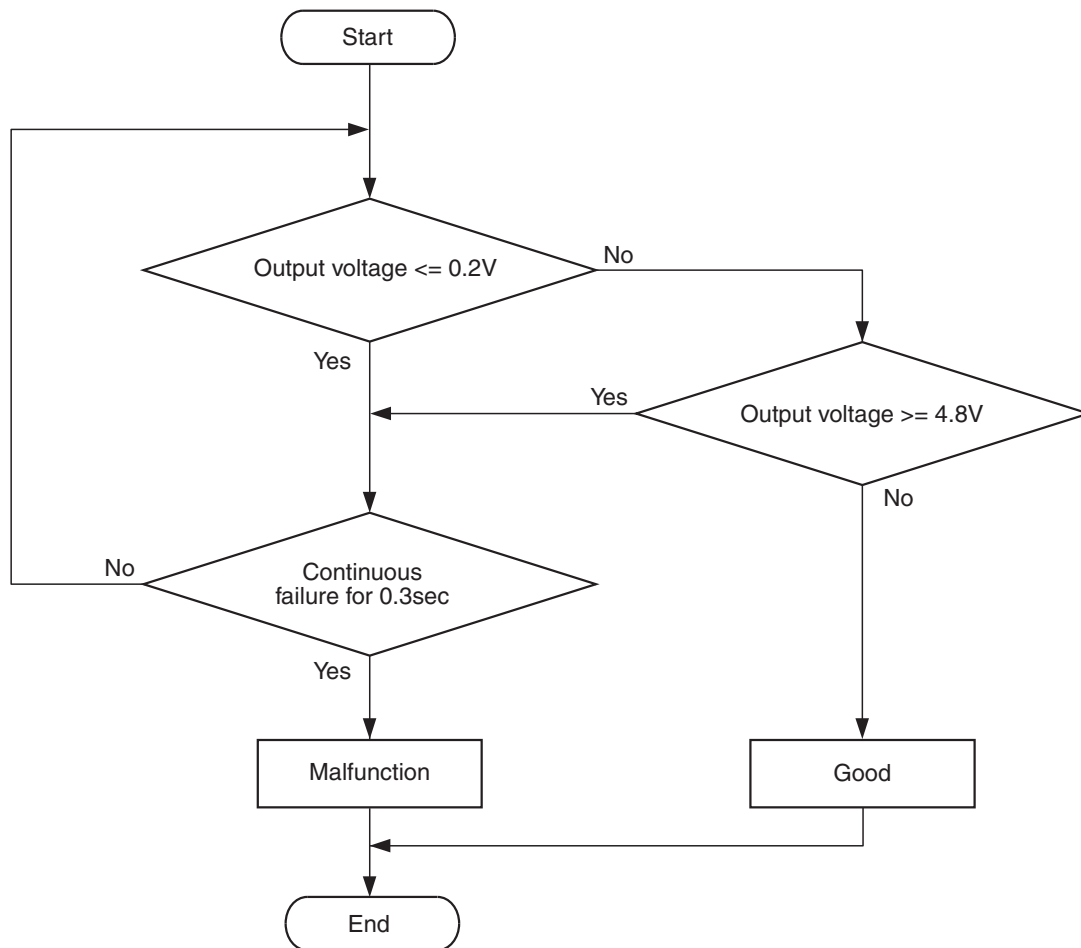 Start
Output voltage <= 0.2V
No
Yes
Yes
Output voltage >= 4.8V
No
No
Continuous
failure for 0.3sec
Yes
Malfunction
Good
End